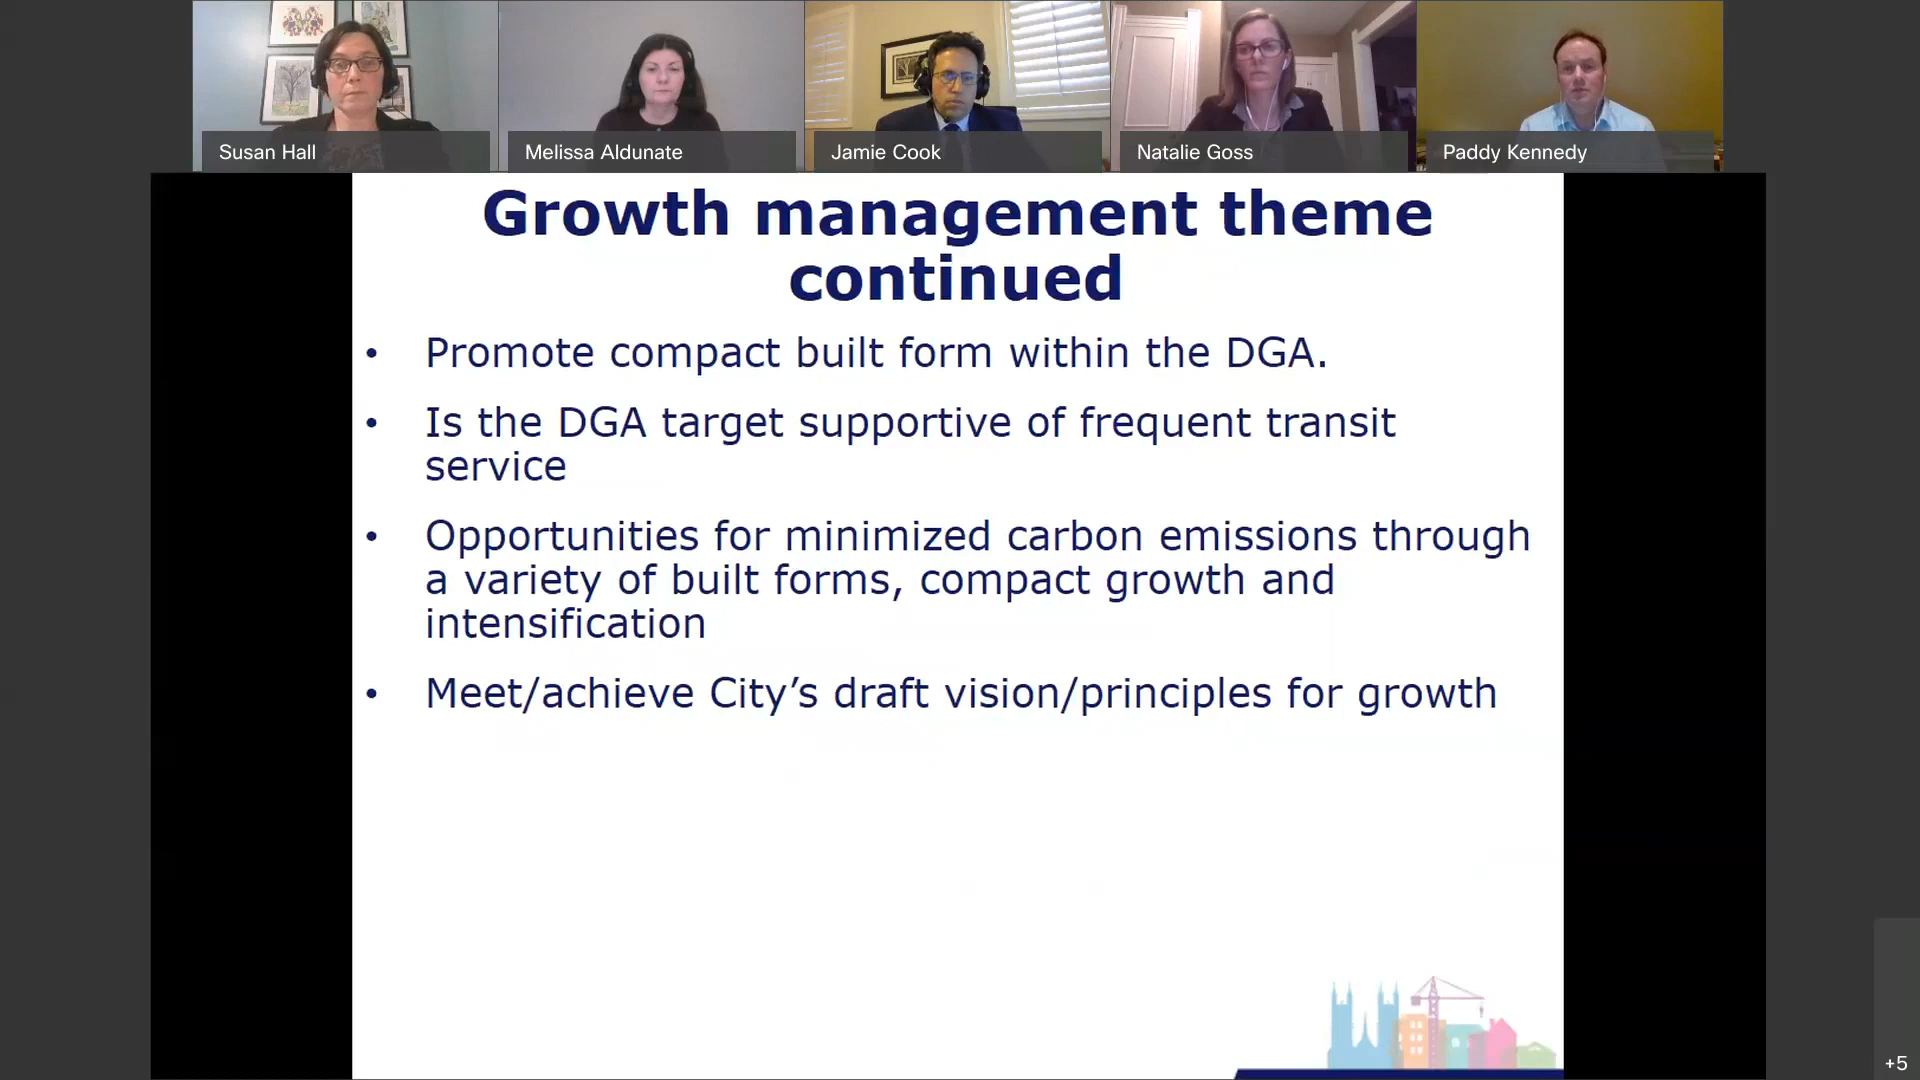 Susan Hall
Melissa Aldunate
Jamie Cook
Natalie Goss
Paddy Kennedy
Growth management theme
continued
• Promote compact built form within the DGA.
• Is the DGA target supportive of frequent transit
service
• Opportunities for minimized carbon emissions through
a variety of built forms, compact growth and
intensification
• Meet/achieve City’s draft vision/principles for growth
+5